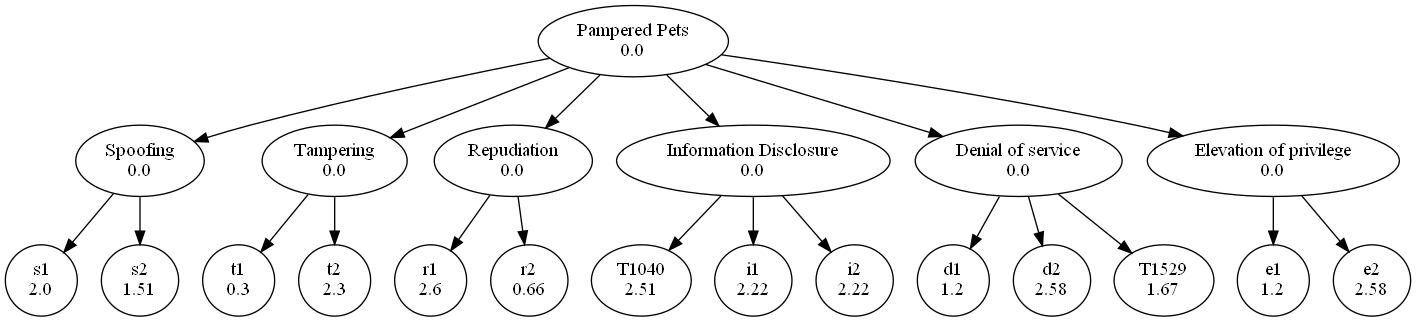 Pampered Pets
0.0
Spoofing
0.0
Tampering
0.0
Repudiation
0.0
Information Disclosure
0.0
Denial of service
0.0
Elevation of privilege
0.0
s1
2.0
s2
1.51
t1
0.3
t2
2.3
r1
2.6
r2
0.66
T1040
2.51
i1
2.22
i2
2.22
d1
1.2
d2
2.58
T1529
1.67
e1
1.2
e2
2.58